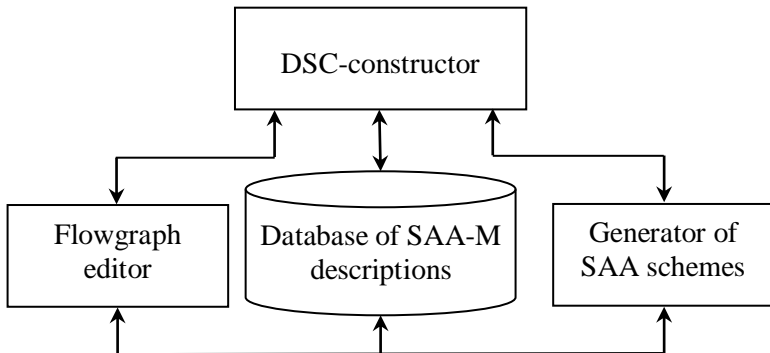 DSC-constructor
Flowgraph
editor
Database of SAA-M
descriptions
Generator of
SAA schemes